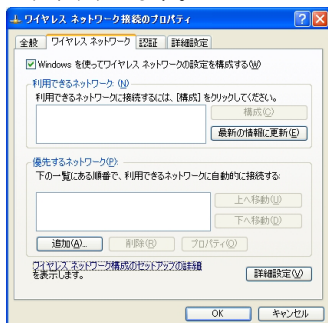 ワイヤレス ネットワーク接続のプロパティ
全般 ワイヤレス ネットワーク 認証 詳細設定
Windows を使ってワイヤレス ネットワークの設定を構成する(W)
利用できるネットワーク (N)
利用できるネットワークに接続するには、[構成] をクリックしてください。
構成(C)
最新の情報に更新(E)
優先するネットワーク(P):
下の一覧にある順番で、利用できるネットワークに自動的に接続する:
上へ移動(U)
下へ移動(D)
追加(A)... 削除(R) プロパティ(O)
ワイヤレス ネットワーク構成のセットアップの詳細
を表示します。
詳細設定(V)
OK キャンセル